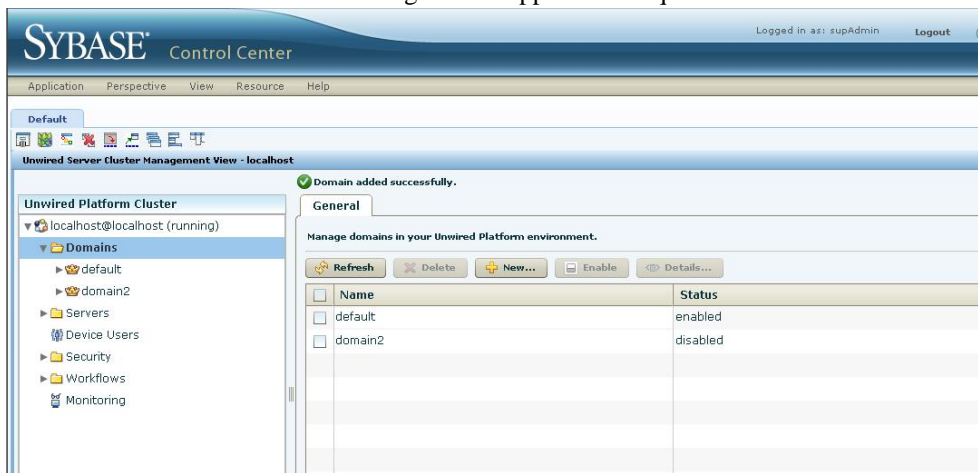 SYBASE® Control Center
Logged in as: supAdmin
Logout
Application Perspective View Resource Help
Default
Unwired Server Cluster Management View - localhost
Unwired Platform Cluster
localhost@localhost (running)
Domains
default
domain2
Servers
Device Users
Security
Workflows
Monitoring
Domain added successfully.
General
Manage domains in your Unwired Platform environment.
Refresh Delete New... Enable Details...
Name Status
default enabled
domain2 disabled